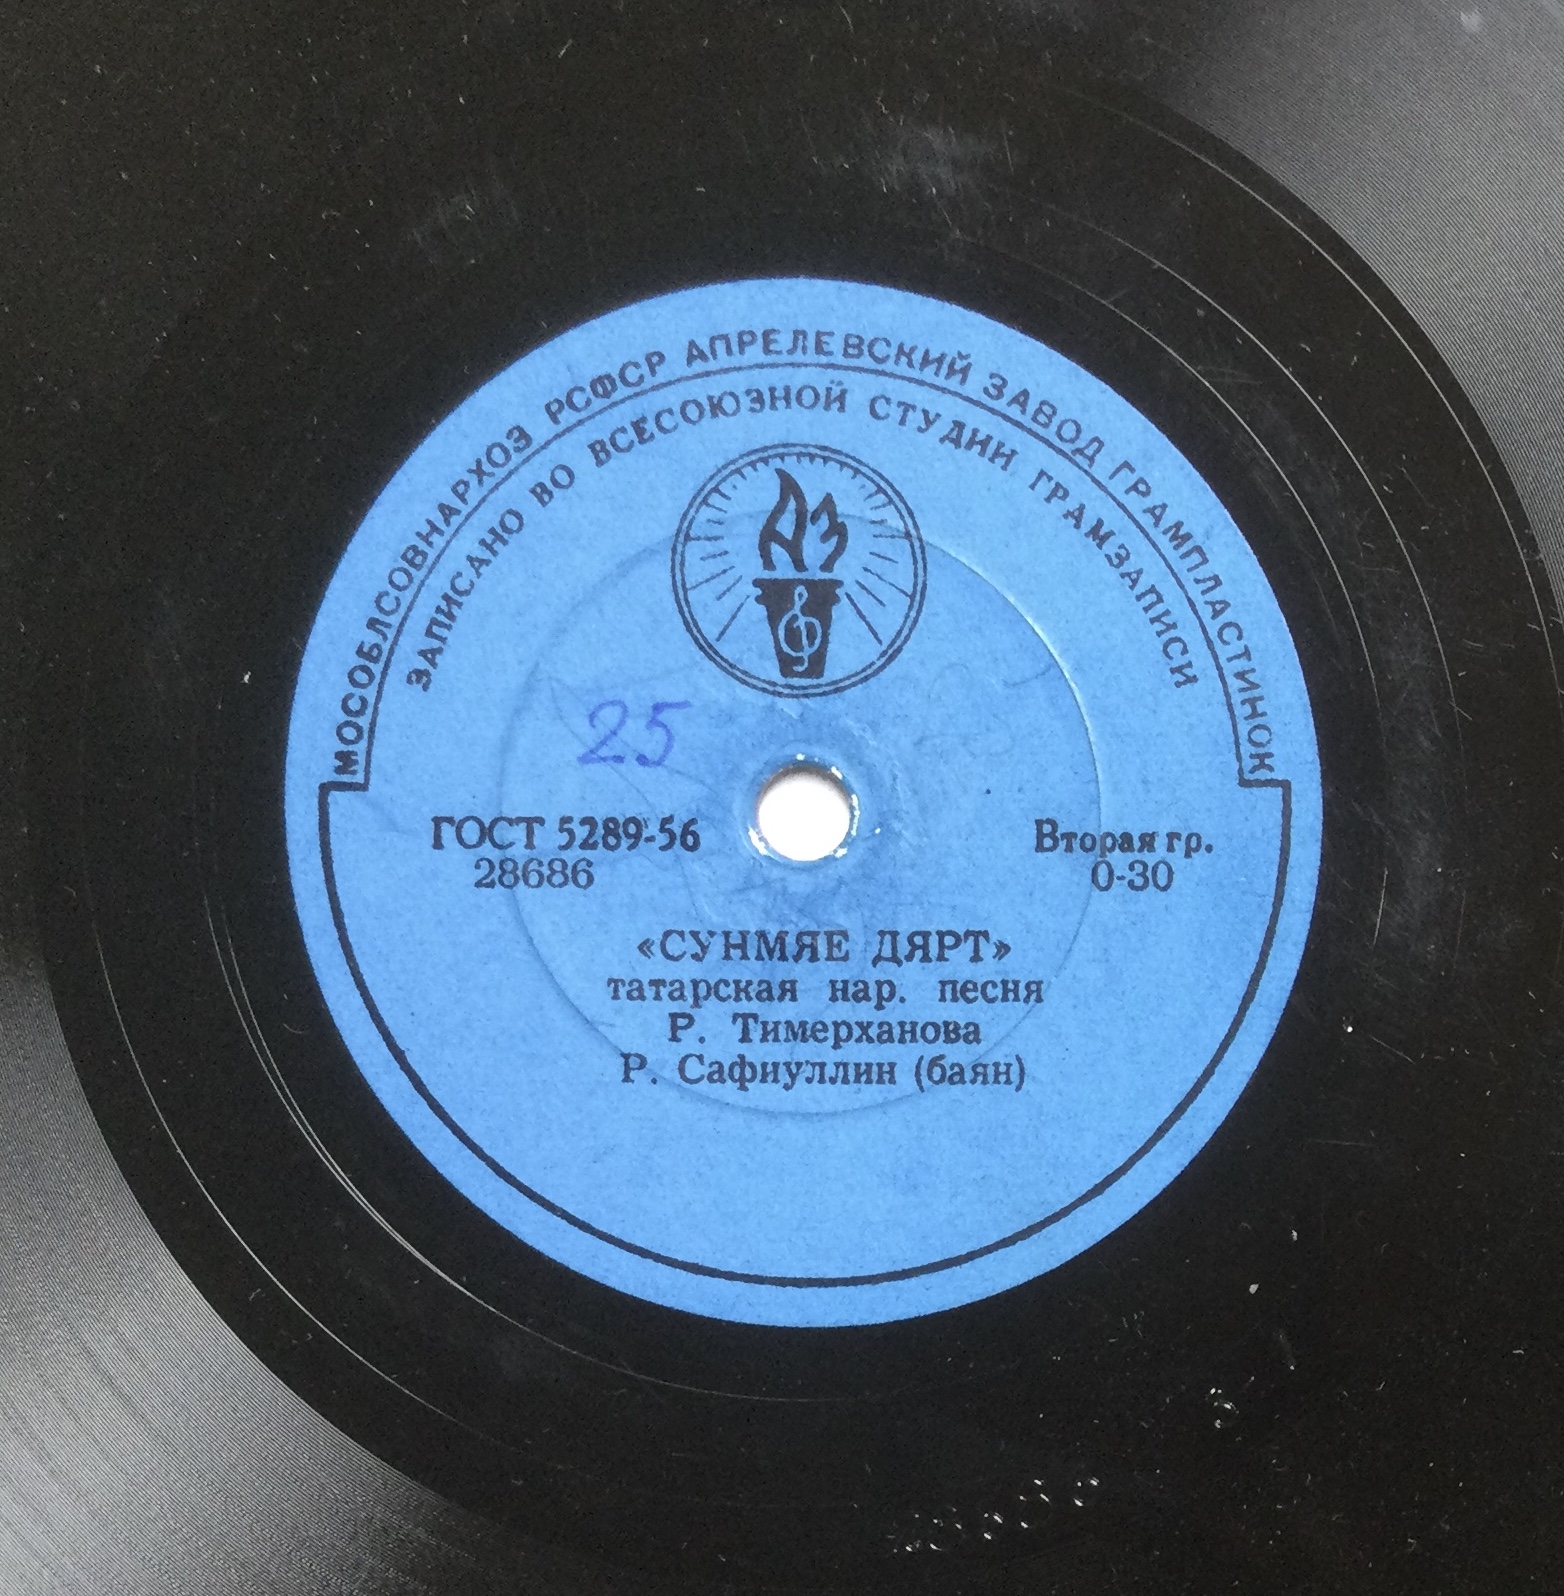 МОСОБЛСОВНАРХОЗ РСФСР АПРЕЛЕВСКИЙ ЗАВОД ГРАМПЛАСТИНОК
ЗАПИСАНО ВО ВСЕСОЮЗНОЙ СТУДИИ ГРАМЗАПИСИ
АЗ
25
ГОСТ 5289-56
28686
Вторая гр.
0-30
«СУНМЯЕ ДЯРТ»
татарская нар. песня
Р. Тимерханова
Р. Сафиуллин (баян)